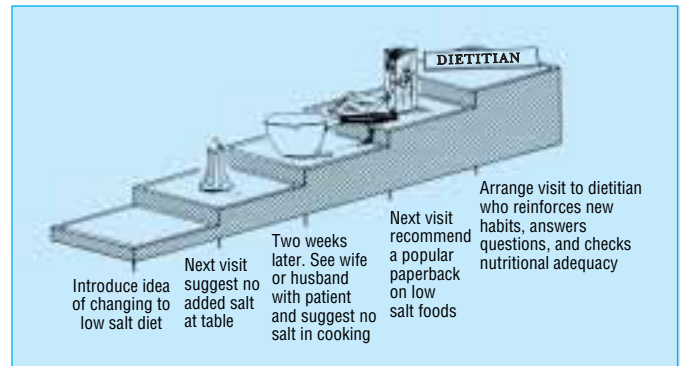 DIETITIAN
Introduce idea
of changing to
low salt diet
Next visit
suggest no
added salt
at table
Two weeks
later. See wife
or husband
with patient
and suggest no
salt in cooking
Next visit
recommend
a popular
paperback
on low
salt foods
Arrange visit to dietitian
who reinforces new
habits, answers
questions, and checks
nutritional adequacy